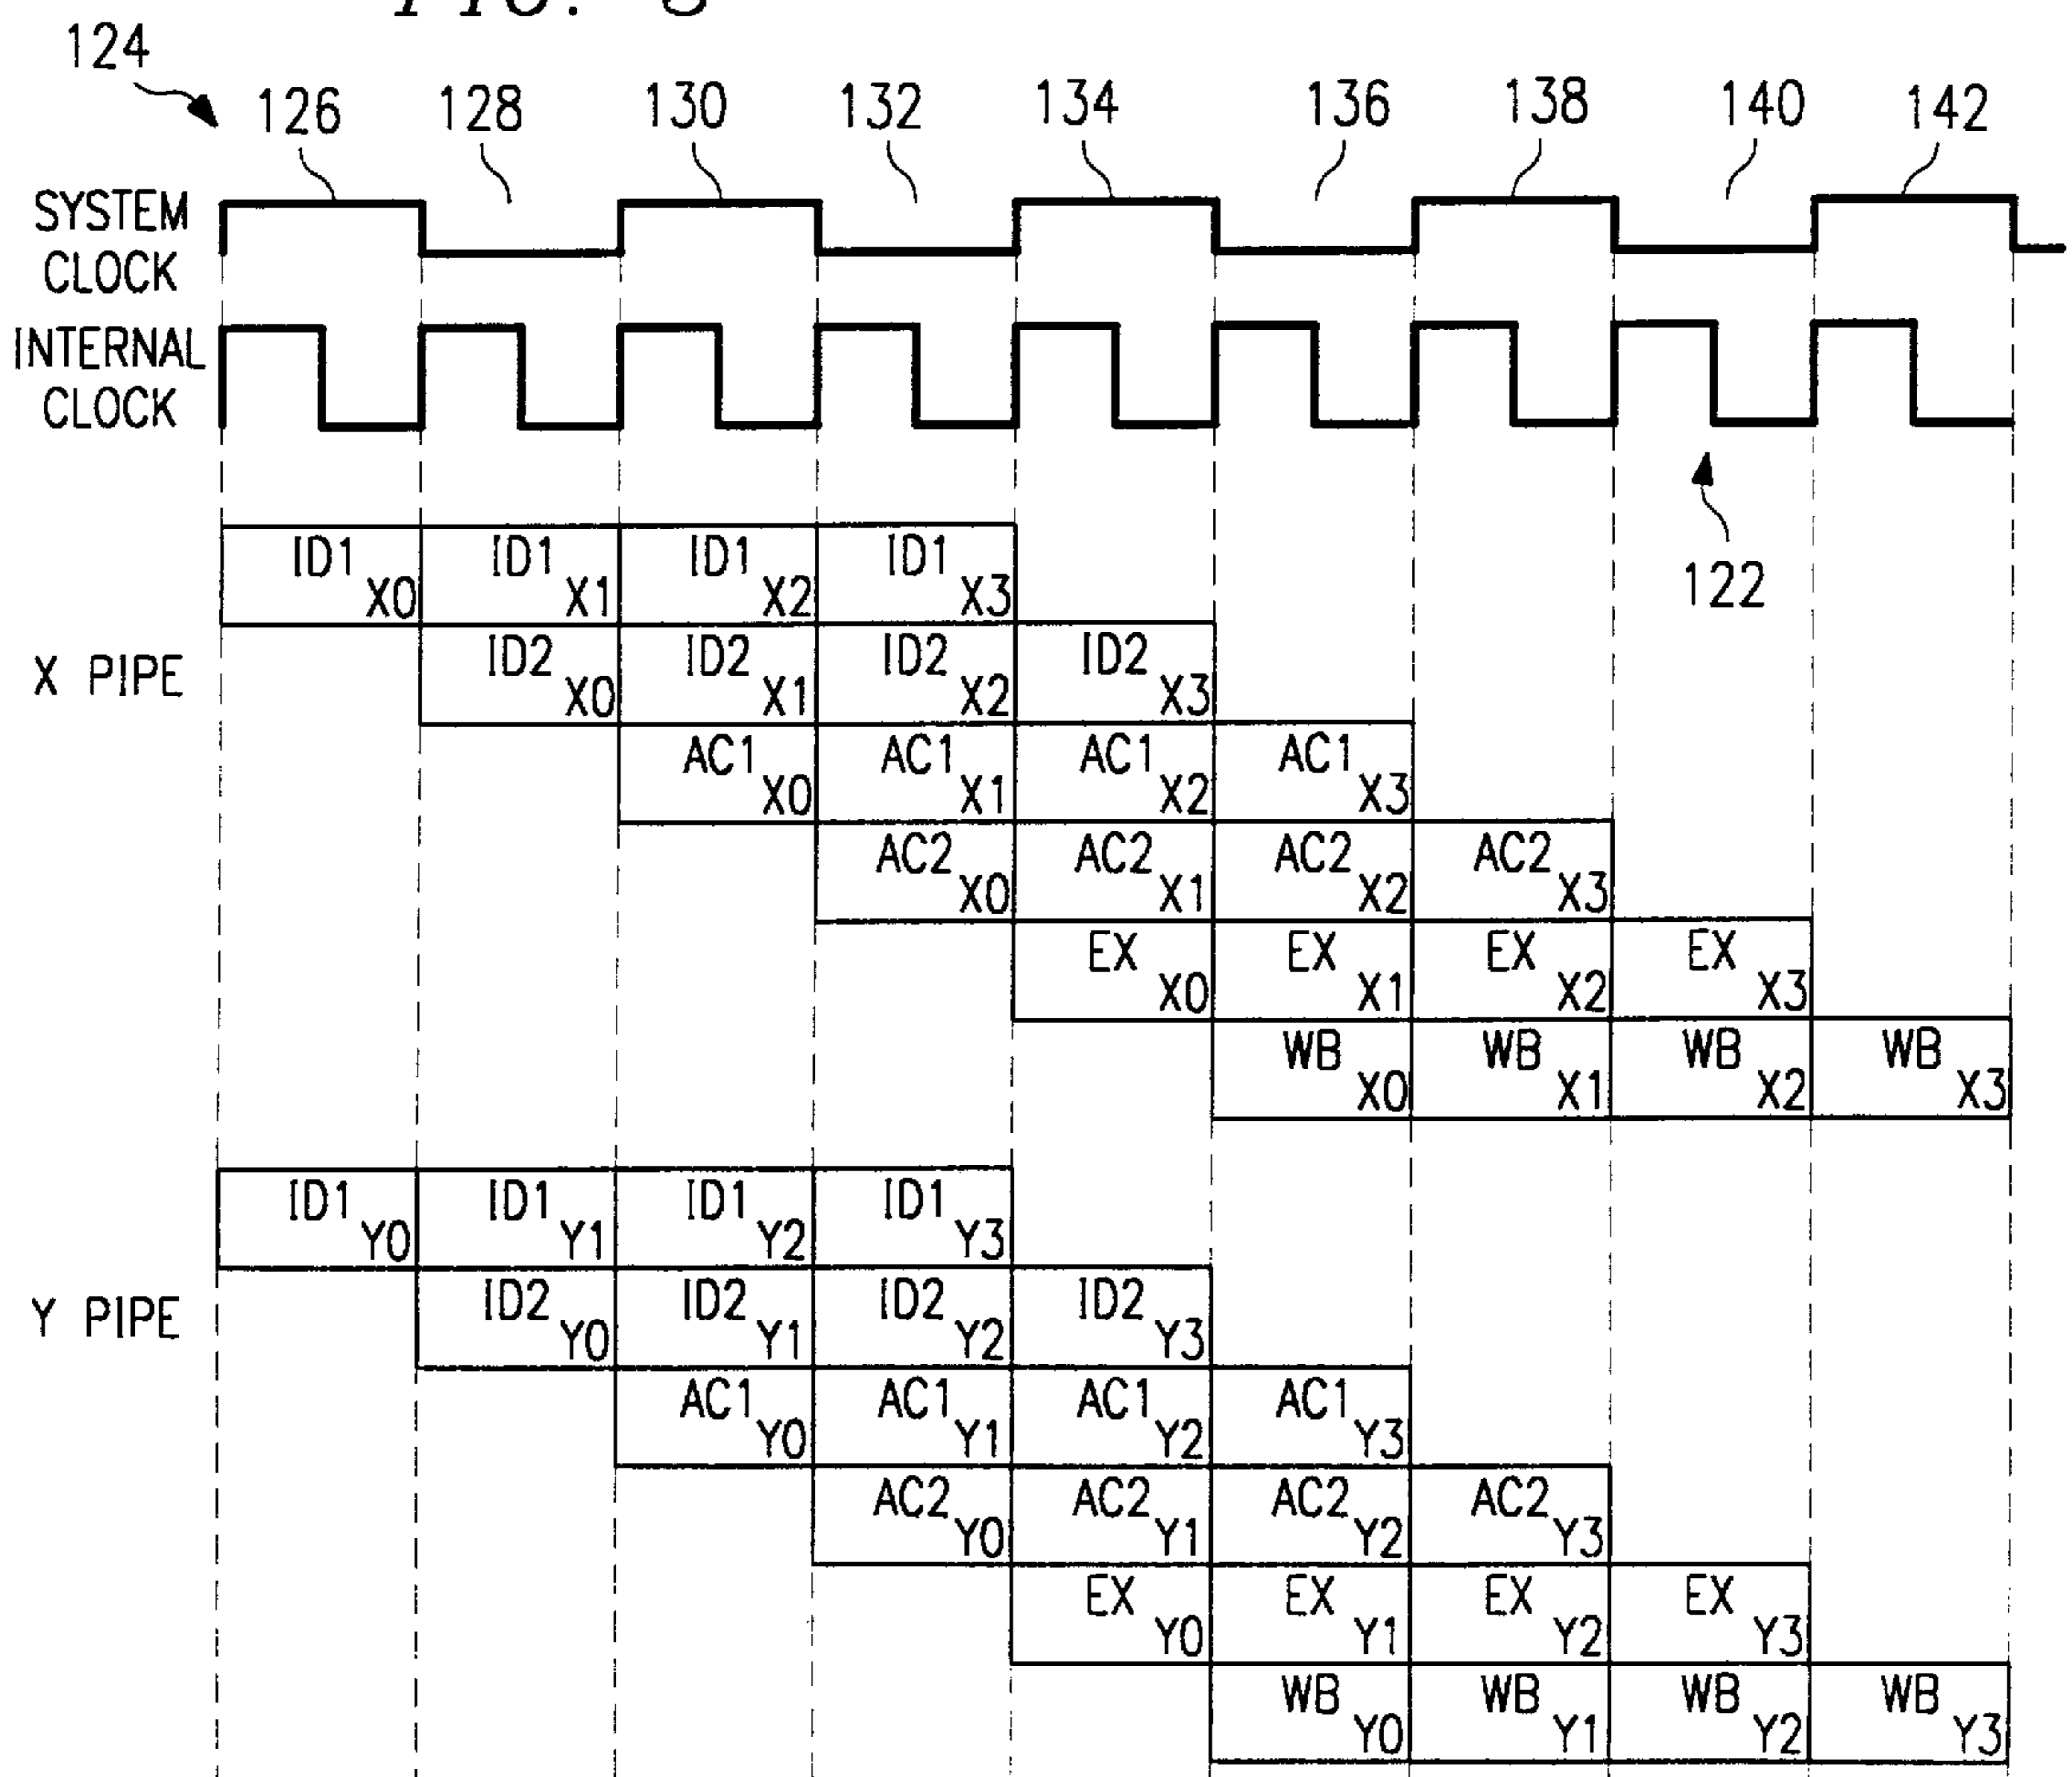 FIG. 3
124
126 128 130 132 134 136 138 140 142
SYSTEM
CLOCK
INTERNAL
CLOCK
122
X PIPE
ID1 X0 ID1 X1 ID1 X2 ID1 X3
ID2 X0 ID2 X1 ID2 X2 ID2 X3
AC1 X0 AC1 X1 AC1 X2 AC1 X3
AC2 X0 AC2 X1 AC2 X2 AC2 X3
EX X0 EX X1 EX X2 EX X3
WB X0 WB X1 WB X2 WB X3
Y PIPE
ID1 Y0 ID1 Y1 ID1 Y2 ID1 Y3
ID2 Y0 ID2 Y1 ID2 Y2 ID2 Y3
AC1 Y0 AC1 Y1 AC1 Y2 AC1 Y3
AC2 Y0 AC2 Y1 AC2 Y2 AC2 Y3
EX Y0 EX Y1 EX Y2 EX Y3
WB Y0 WB Y1 WB Y2 WB Y3